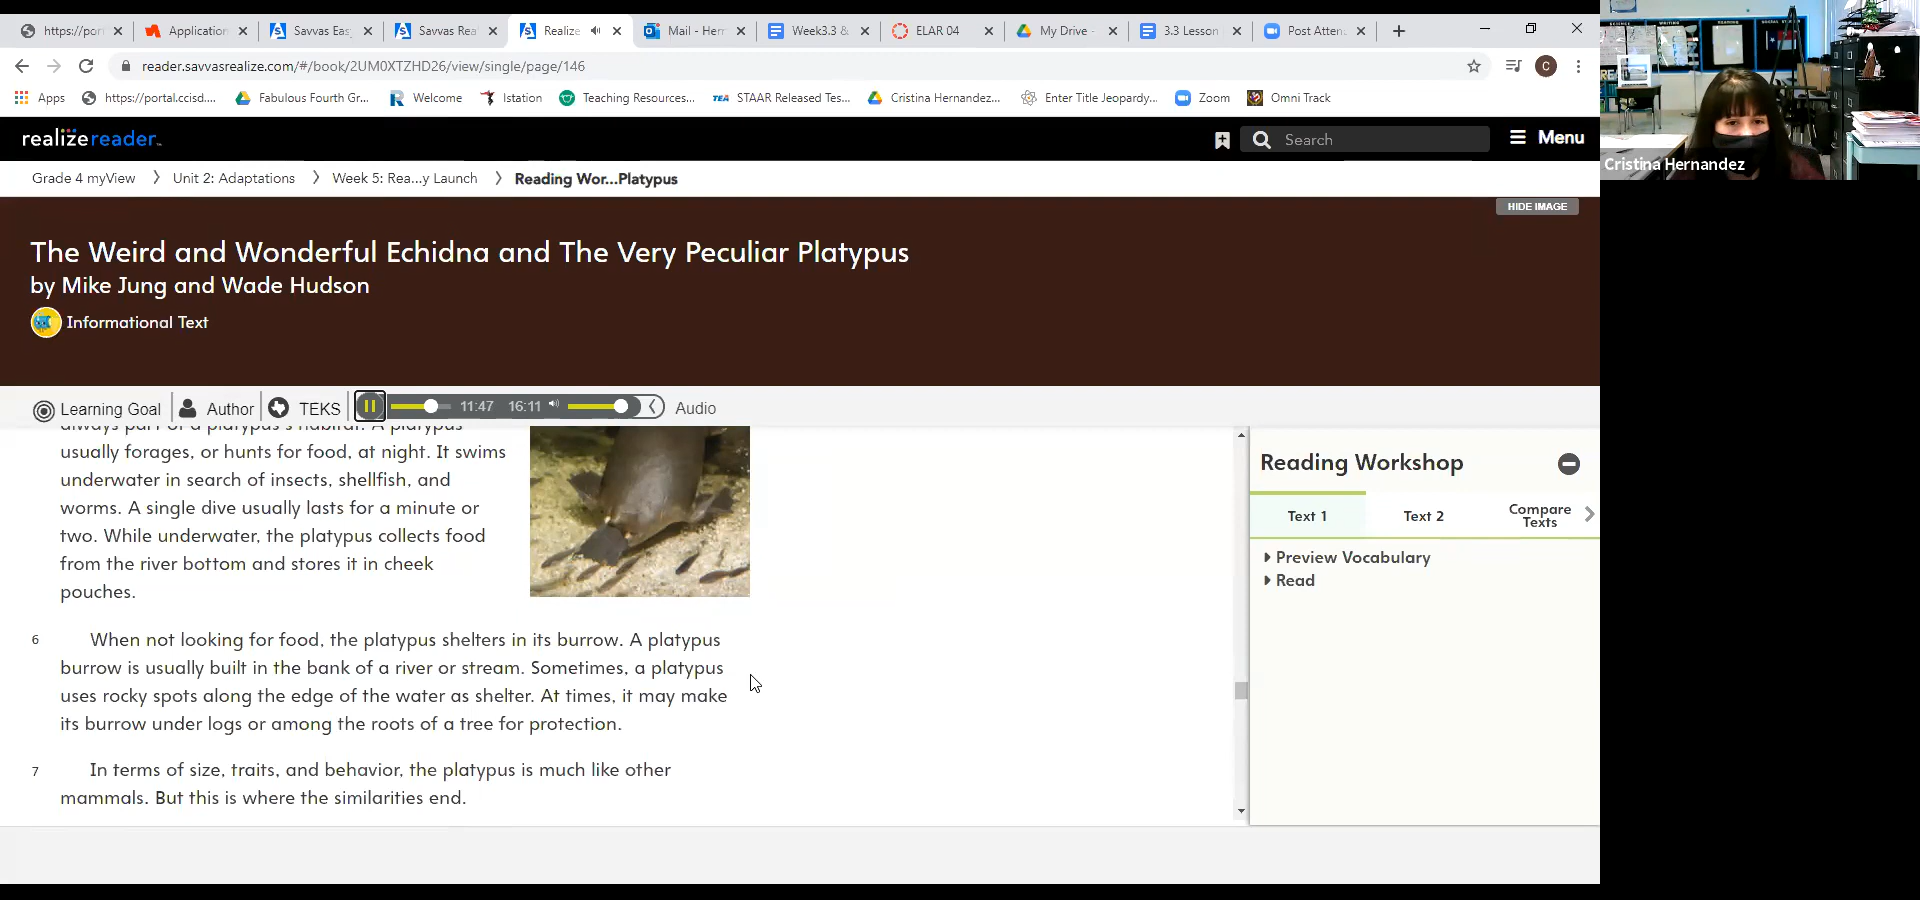 https://por
Application
Savvas Eas
Savvas Rea
Realize
Mail - Herr
Week3.3 &
ELAR 04
My Drive -
3.3 Lesson
Post Atten
reader.savvasrealize.com/#/book/2UM0XTZHD26/view/single/page/146
C
Apps
https://portal.ccisd....
Fabulous Fourth Gr...
Welcome
Istation
Teaching Resources...
TEA STAAR Released Tes...
Cristina Hernandez...
Enter Title Jeopardy...
Zoom
Omni Track
realizereader
Search
Menu
Grade 4 myView
Unit 2: Adaptations
Week 5: Rea...y Launch
Reading Wor...Platypus
HIDE IMAGE
The Weird and Wonderful Echidna and The Very Peculiar Platypus
by Mike Jung and Wade Hudson
Informational Text
Learning Goal
Author
TEKS
11:47
16:11
Audio
always part of a platypus's habitat. A platypus
usually forages, or hunts for food, at night. It swims
underwater in search of insects, shellfish, and
worms. A single dive usually lasts for a minute or
two. While underwater, the platypus collects food
from the river bottom and stores it in cheek
pouches.
6 When not looking for food, the platypus shelters in its burrow. A platypus
burrow is usually built in the bank of a river or stream. Sometimes, a platypus
uses rocky spots along the edge of the water as shelter. At times, it may make
its burrow under logs or among the roots of a tree for protection.
7 In terms of size, traits, and behavior, the platypus is much like other
mammals. But this is where the similarities end.
Reading Workshop
Text 1
Text 2
Compare
Texts
Preview Vocabulary
Read
Cristina Hernandez